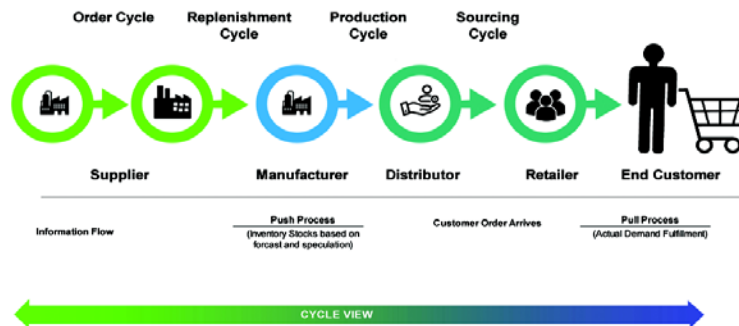 Order Cycle
Replenishment
Cycle
Production
Cycle
Sourcing
Cycle
Supplier
Manufacturer
Distributor
Retailer
End Customer
Information Flow
Push Process
(Inventory Stocks based on
forcast and speculation)
Customer Order Arrives
Pull Process
(Actual Demand Fulfillment)
CYCLE VIEW